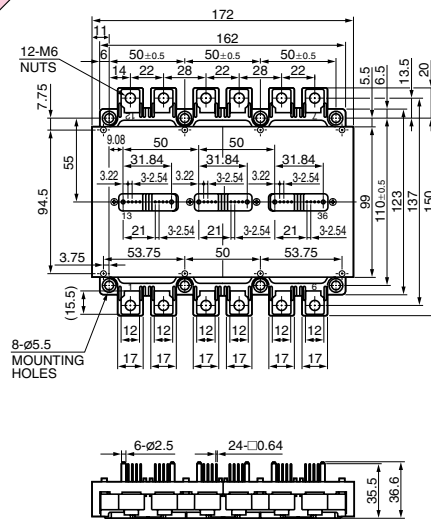 172
11
162
6
50±0.5 50±0.5 50±0.5
12-M6
NUTS
14 22 28 22 28 22
5.5
6.5
13.5
20
7.75
12
7
9.08
50 50
31.84 31.84 31.84
3.22 3-2.54 3.22 3-2.54 3.22 3-2.54
55
94.5
13
36
99
110±0.5
123
137
150
21 3-2.54 21 3-2.54 21 3-2.54
3.75
53.75 50 53.75
(15.5)
1
6
12 12 12 12 12 12
17 17 17 17 17 17
8-ø5.5
MOUNTING
HOLES
6-ø2.5
24-□0.64
35.5
36.6